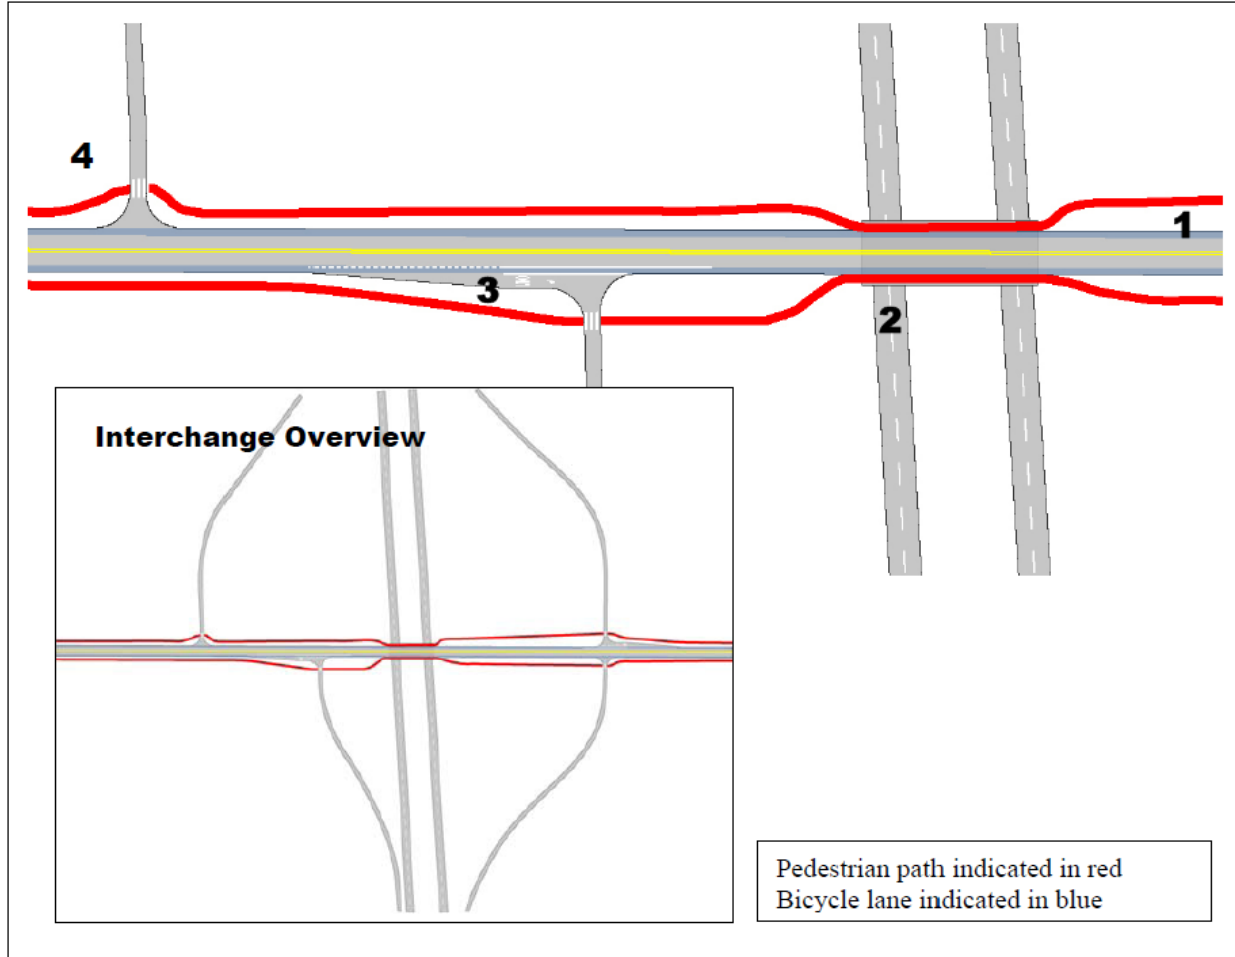 4
1
3
2
Interchange Overview
Pedestrian path indicated in red
Bicycle lane indicated in blue